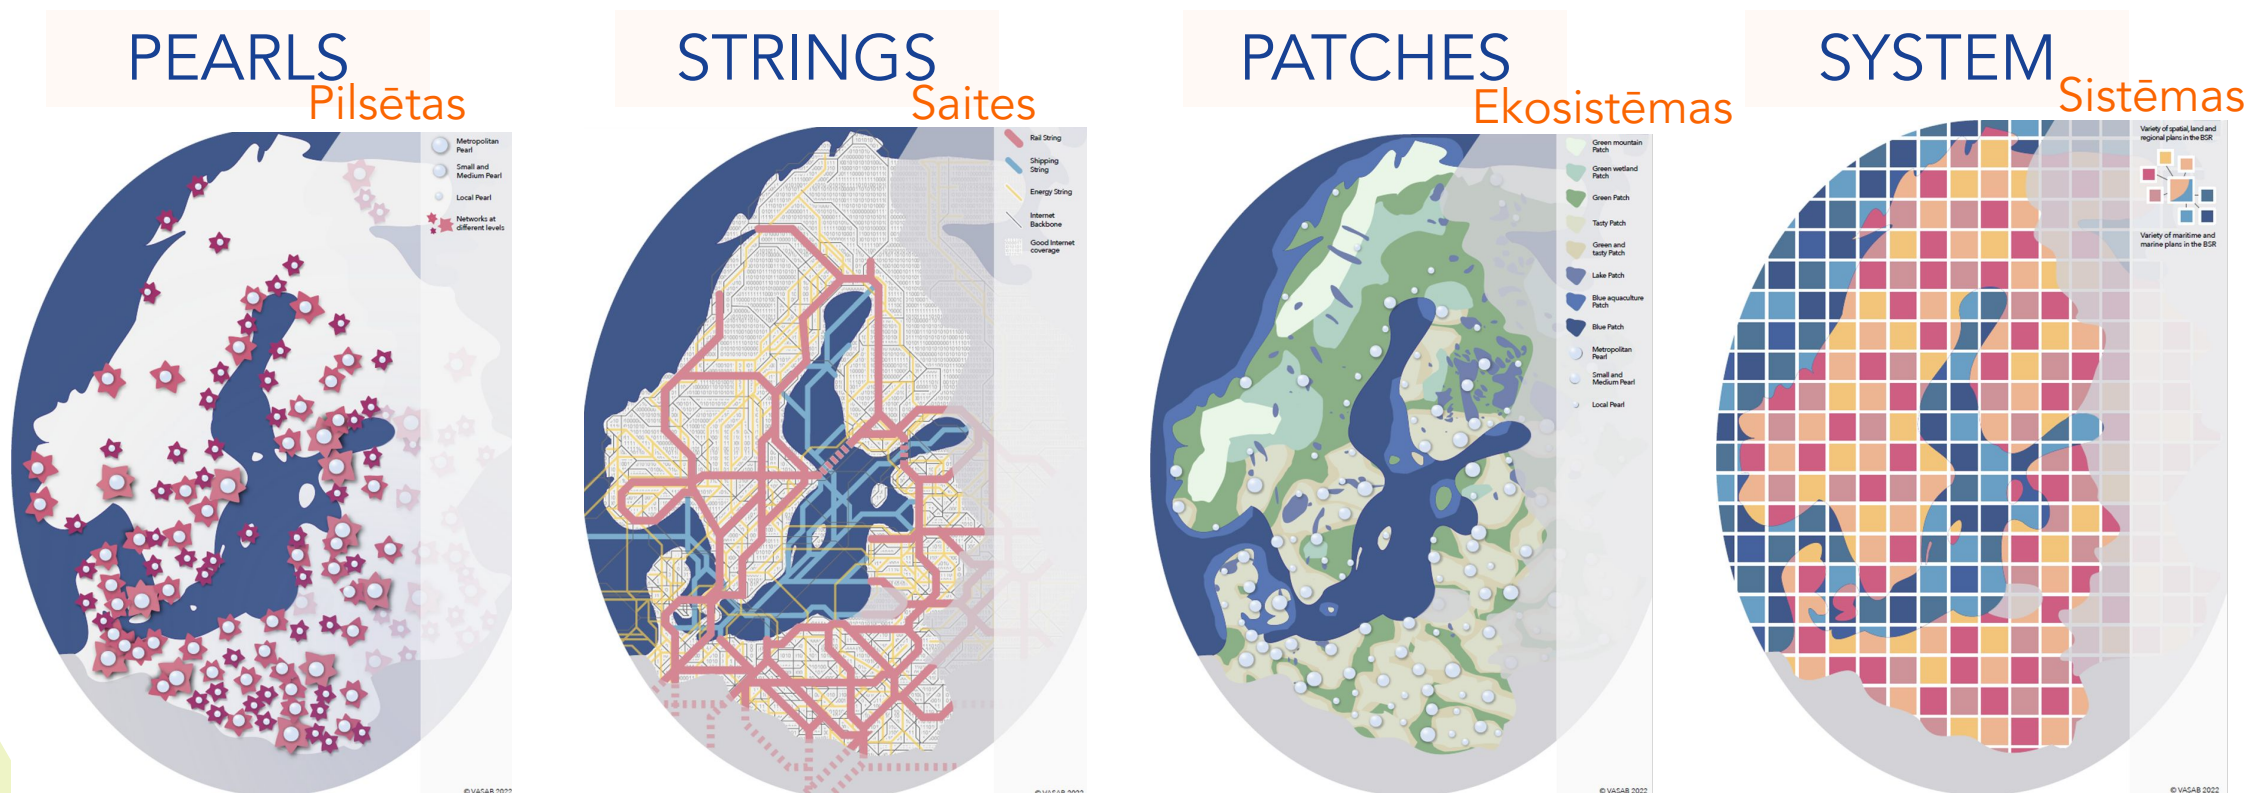 PEARLS
Pilsētas
Metropolitan
Pearl
Small and
Medium Pearl
Local Pearl
Networks at
different levels
© VASAB 2022
STRINGS
Saites
Rail String
Shipping
String
Energy String
Internet
Backbone
Good Internet
coverage
© VASAB 2022
PATCHES
Ekosistēmas
Green mountain
Patch
Green wetland
Patch
Green Patch
Tasty Patch
Green and
tasty Patch
Lake Patch
Blue aquaculture
Patch
Blue Patch
Metropolitan
Pearl
Small and
Medium Pearl
Local Pearl
© VASAB 2022
SYSTEM
Sistēmas
Variety of spatial, land and
regional plans in the BSR
Variety of maritime and
marine plans in the BSR
© VASAB 2022